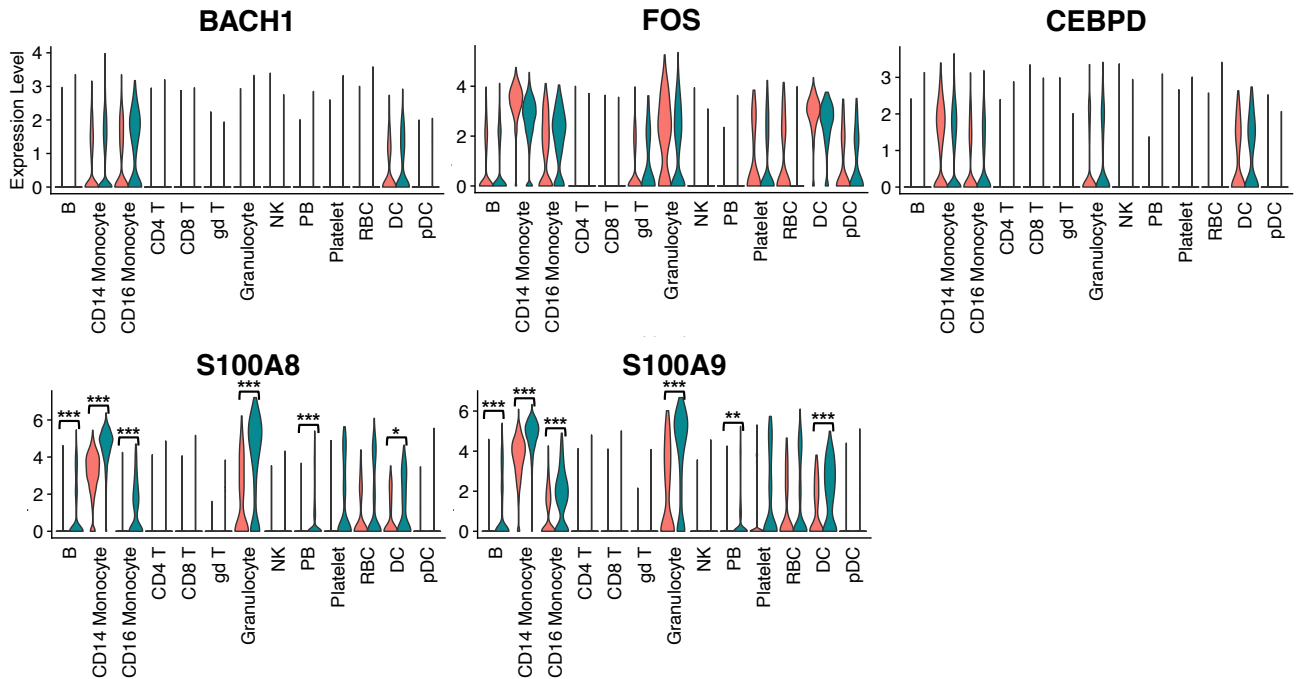 BACH1
FOS
CEBPD
Expression Level
4
3
2
1
0
B
CD14 Monocyte
CD16 Monocyte
CD4 T
CD8 T
gd T
Granulocyte
NK
PB
Platelet
RBC
DC
pDC
4
2
0
B
CD14 Monocyte
CD16 Monocyte
CD4 T
CD8 T
gd T
Granulocyte
NK
PB
Platelet
RBC
DC
pDC
3
2
1
0
B
CD14 Monocyte
CD16 Monocyte
CD4 T
CD8 T
gd T
Granulocyte
NK
PB
Platelet
RBC
DC
pDC
S100A8
S100A9
*** *** *** *** *** *
6
4
2
0
B
CD14 Monocyte
CD16 Monocyte
CD4 T
CD8 T
gd T
Granulocyte
NK
PB
Platelet
RBC
DC
pDC
*** *** *** *** ** ***
6
4
2
0
B
CD14 Monocyte
CD16 Monocyte
CD4 T
CD8 T
gd T
Granulocyte
NK
PB
Platelet
RBC
DC
pDC